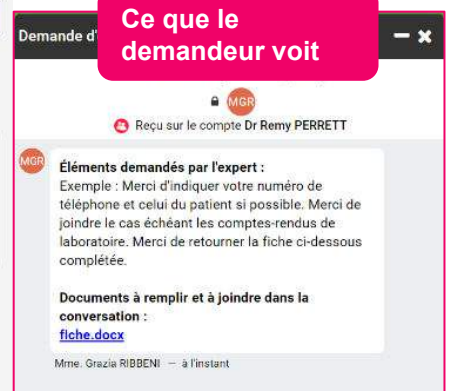 Ce que le
demandeur voit
Demande d'
MGR
Reçu sur le compte Dr Remy PERRETT
MGR
Éléments demandés par l'expert :
Exemple : Merci d'indiquer votre numéro de
téléphone et celui du patient si possible. Merci de
joindre le cas échéant les comptes-rendus de
laboratoire. Merci de retourner la fiche ci-dessous
complétée.
Documents à remplir et à joindre dans la
conversation :
fiche.docx
Mme. Grazia RIBBENI — à l'instant